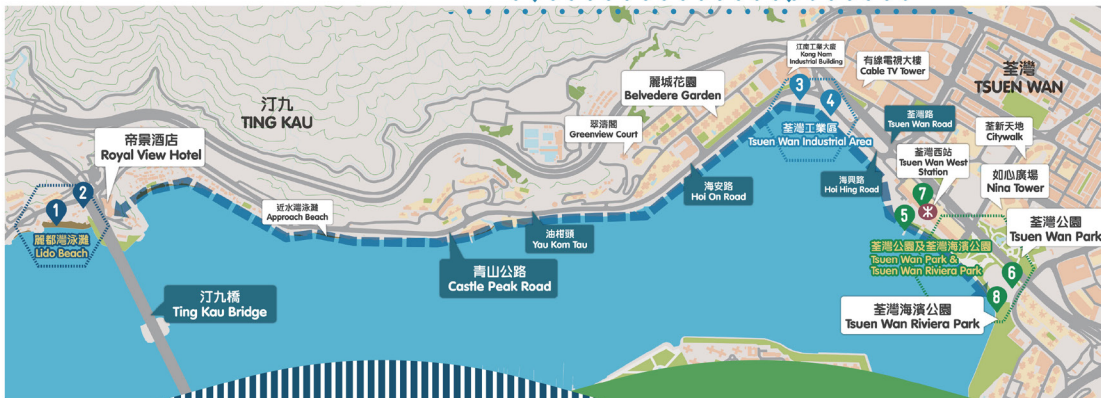 汀九
TING KAU
帝景酒店
Royal View Hotel
2
1
麗都灣泳灘
Lido Beach
汀九橋
Ting Kau Bridge
近水灣泳灘
Approach Beach
青山公路
Castle Peak Road
油柑頭
Yau Kom Tau
翠濤閣
Greenview Court
麗城花園
Belvedere Garden
海安路
Hoi On Road
江南工業大廈
Kong Nam
Industrial Building
3
4
荃灣工業區
Tsuen Wan Industrial Area
有線電視大樓
Cable TV Tower
荃灣
TSUEN WAN
荃灣路
Tsuen Wan Road
荃新天地
Citywalk
荃灣西站
Tsuen Wan West
Station
海興路
Hoi Hing Road
如心廣場
Nina Tower
7
5
荃灣公園
Tsuen Wan Park
荃灣公園及荃灣海濱公園
Tsuen Wan Park &
Tsuen Wan Riviera Park
6
8
荃灣海濱公園
Tsuen Wan Riviera Park